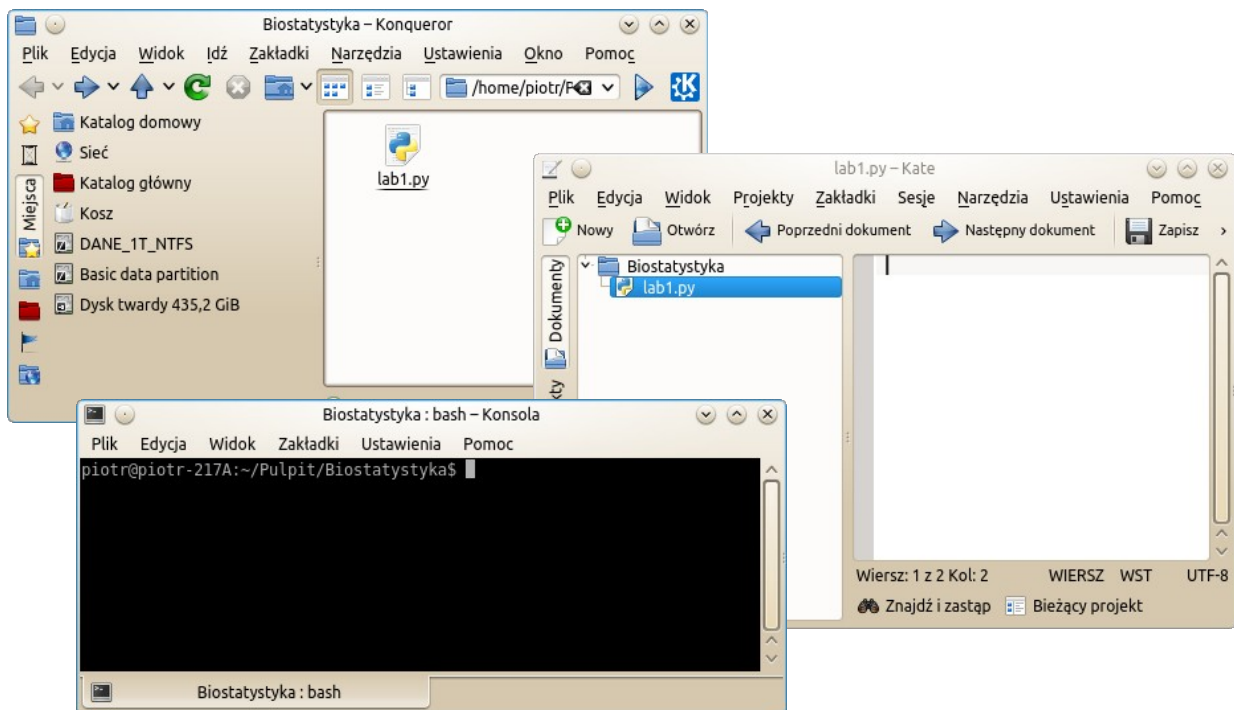 Biostatystyka – Konqueror
Plik Edycja Widok Idź Zakładki Narzędzia Ustawienia Okno Pomoc
/home/piotr/P
Miejsca
Katalog domowy
Sieć
Katalog główny
Kosz
DANE_1T_NTFS
Basic data partition
Dysk twardy 435,2 GiB
lab1.py
lab1.py – Kate
Plik Edycja Widok Projekty Zakładki Sesje Narzędzia Ustawienia Pomoc
Nowy Otwórz Poprzedni dokument Następny dokument Zapisz
Dokumenty
Biostatystyka
lab1.py
Wiersz: 1 z 2 Kol: 2 WIERSZ WST UTF-8
Znajdź i zastąp Bieżący projekt
Biostatystyka : bash – Konsola
Plik Edycja Widok Zakładki Ustawienia Pomoc
piotr@piotr-217A:~/Pulpit/Biostatystyka$
Biostatystyka : bash